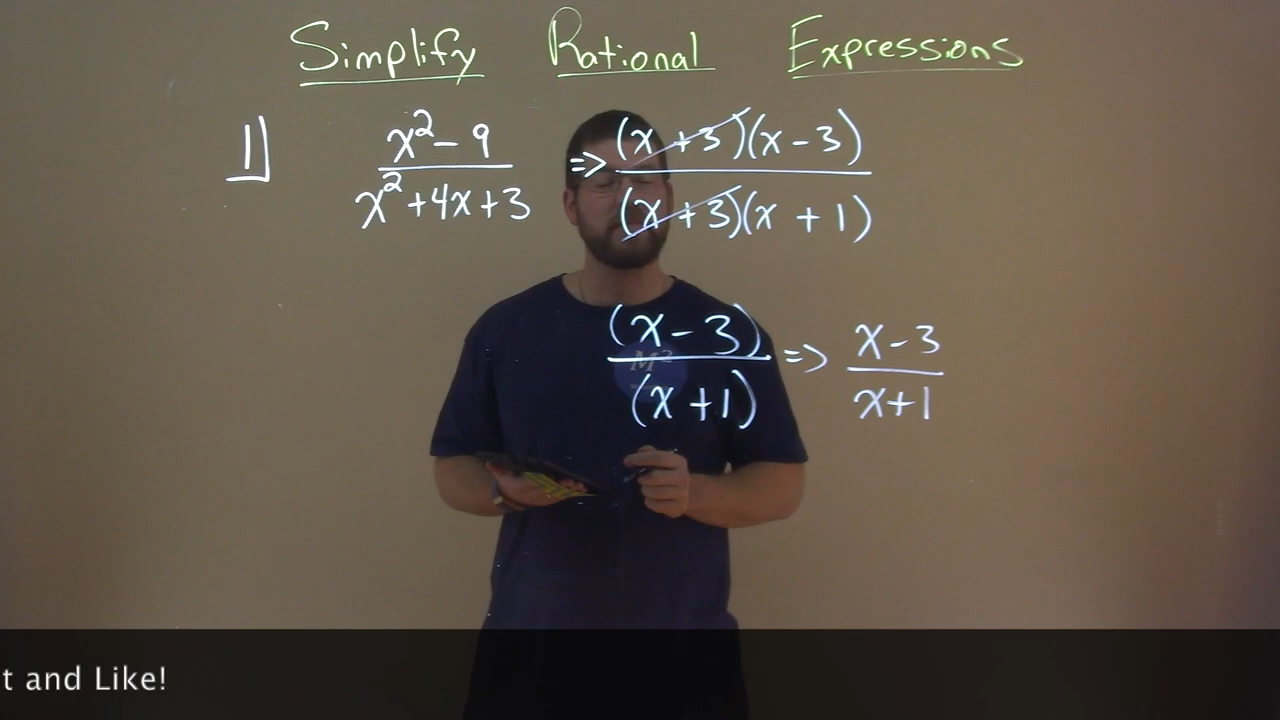 Simplify Rational Expressions
1] x² - 9 / x² + 4x + 3 => (x + 3)(x - 3) / (x + 3)(x + 1)
(x - 3) / (x + 1) => x - 3 / x + 1
M²
t and Like!